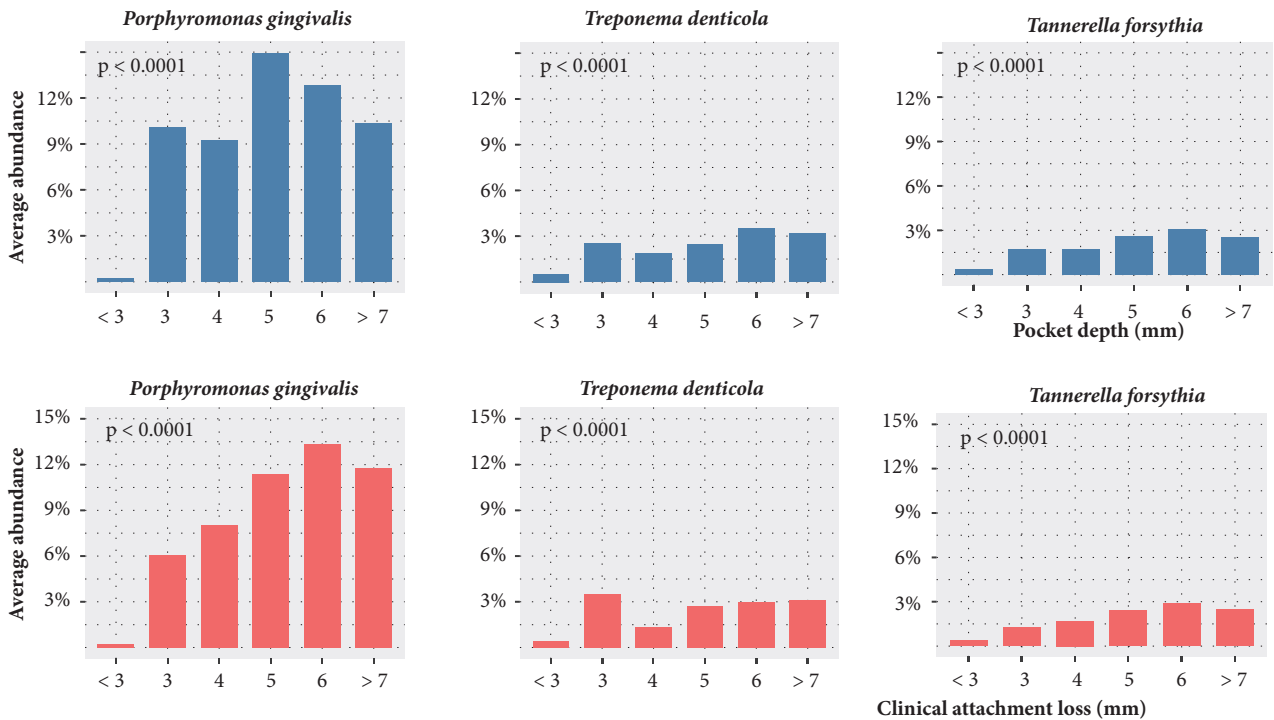 Porphyromonas gingivalis
Treponema denticola
Tannerella forsythia
Average abundance
p < 0.0001
12%
9%
6%
3%
< 3 3 4 5 6 > 7
p < 0.0001
12%
9%
6%
3%
< 3 3 4 5 6 > 7
p < 0.0001
12%
9%
6%
3%
< 3 3 4 5 6 > 7
Pocket depth (mm)
Porphyromonas gingivalis
Treponema denticola
Tannerella forsythia
Average abundance
15%
p < 0.0001
12%
9%
6%
3%
< 3 3 4 5 6 > 7
15%
p < 0.0001
12%
9%
6%
3%
< 3 3 4 5 6 > 7
15%
p < 0.0001
12%
9%
6%
3%
< 3 3 4 5 6 > 7
Clinical attachment loss (mm)